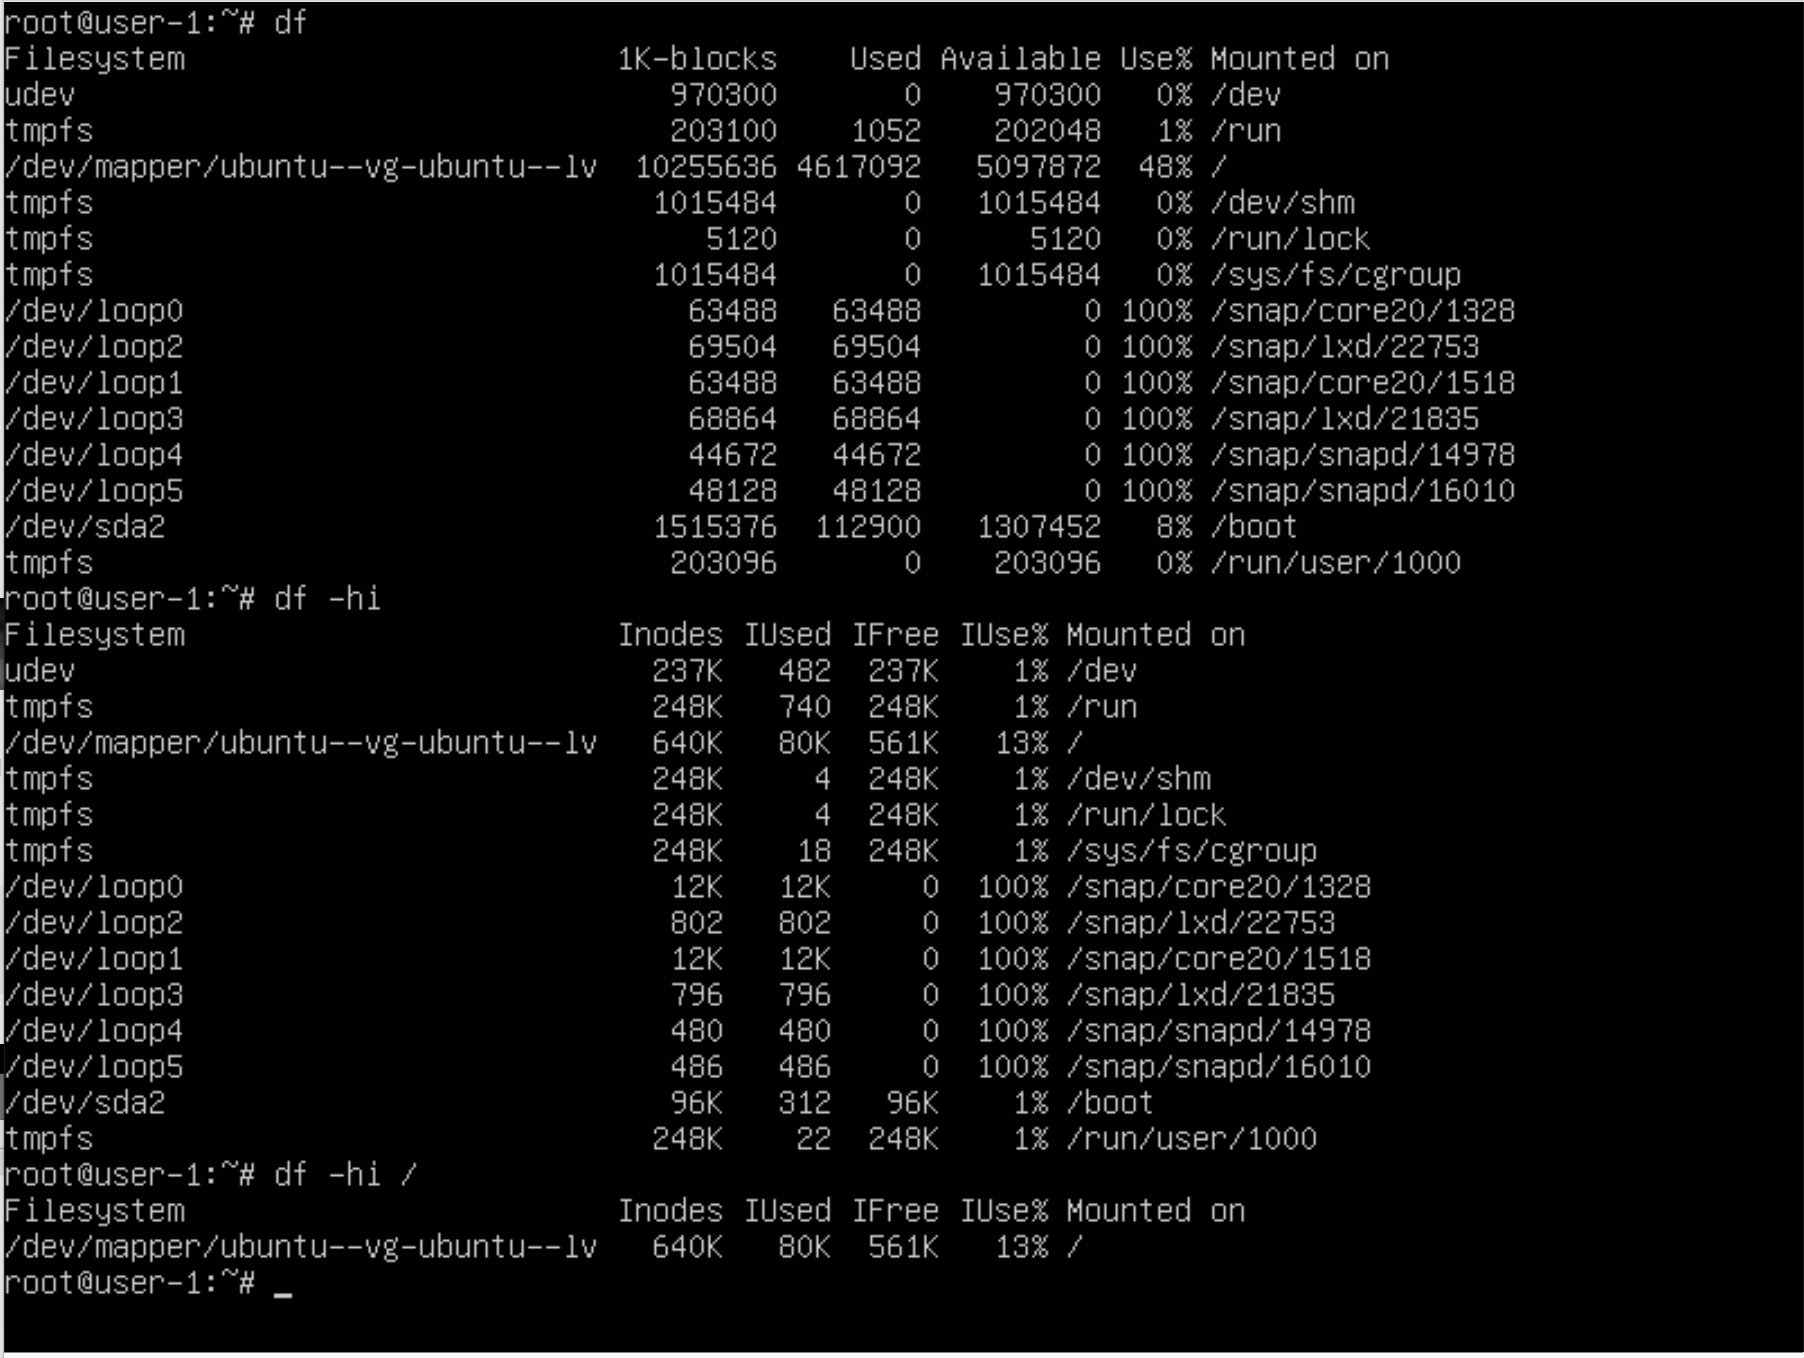 root@user-1:~# df
Filesystem                        1K-blocks    Used Available Use% Mounted on
udev                                 970300       0    970300   0% /dev
tmpfs                                203100    1052    202048   1% /run
/dev/mapper/ubuntu--vg-ubuntu--lv  10255636 4617092   5097872  48% /
tmpfs                               1015484       0   1015484   0% /dev/shm
tmpfs                                  5120       0      5120   0% /run/lock
tmpfs                               1015484       0   1015484   0% /sys/fs/cgroup
/dev/loop0                            63488   63488         0 100% /snap/core20/1328
/dev/loop2                            69504   69504         0 100% /snap/lxd/22753
/dev/loop1                            63488   63488         0 100% /snap/core20/1518
/dev/loop3                            68864   68864         0 100% /snap/lxd/21835
/dev/loop4                            44672   44672         0 100% /snap/snapd/14978
/dev/loop5                            48128   48128         0 100% /snap/snapd/16010
/dev/sda2                           1515376  112900   1307452   8% /boot
tmpfs                                203096       0    203096   0% /run/user/1000
root@user-1:~# df -hi
Filesystem                        Inodes IUsed IFree IUse% Mounted on
udev                                237K   482  237K    1% /dev
tmpfs                               248K   740  248K    1% /run
/dev/mapper/ubuntu--vg-ubuntu--lv   640K   80K  561K   13% /
tmpfs                               248K     4  248K    1% /dev/shm
tmpfs                               248K     4  248K    1% /run/lock
tmpfs                               248K    18  248K    1% /sys/fs/cgroup
/dev/loop0                           12K   12K     0  100% /snap/core20/1328
/dev/loop2                           802   802     0  100% /snap/lxd/22753
/dev/loop1                           12K   12K     0  100% /snap/core20/1518
/dev/loop3                           796   796     0  100% /snap/lxd/21835
/dev/loop4                           480   480     0  100% /snap/snapd/14978
/dev/loop5                           486   486     0  100% /snap/snapd/16010
/dev/sda2                            96K   312   96K    1% /boot
tmpfs                               248K    22  248K    1% /run/user/1000
root@user-1:~# df -hi /
Filesystem                        Inodes IUsed IFree IUse% Mounted on
/dev/mapper/ubuntu--vg-ubuntu--lv   640K   80K  561K   13% /
root@user-1:~# _